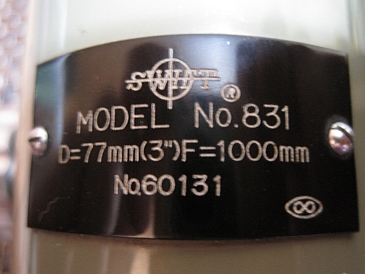 SWIFT
®
MODEL No.831
D=77mm(3")F=1000mm
No.60131